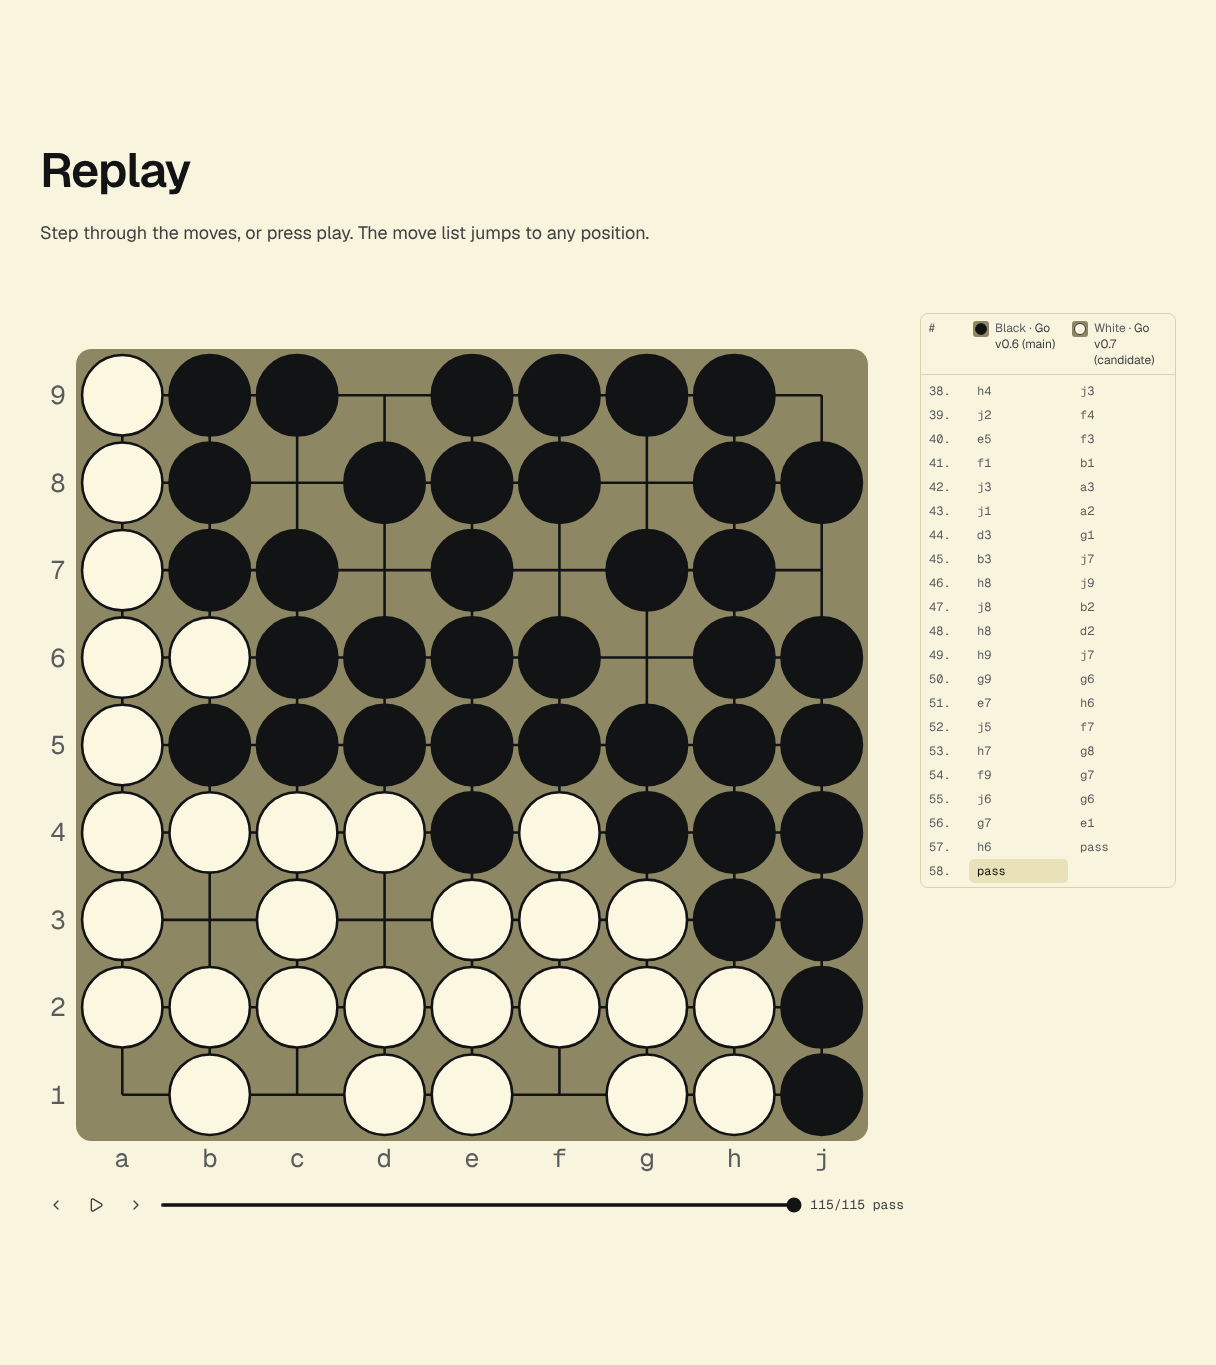 Replay
Step through the moves, or press play. The move list jumps to any position.
# Black · Go v0.6 (main) White · Go v0.7 (candidate)
38. h4 j3
39. j2 f4
40. e5 f3
41. f1 b1
42. j3 a3
43. j1 a2
44. d3 g1
45. b3 j7
46. h8 j9
47. j8 b2
48. h8 d2
49. h9 j7
50. g9 g6
51. e7 h6
52. j5 f7
53. h7 g8
54. f9 g7
55. j6 g6
56. g7 e1
57. h6 pass
58. pass
9
8
7
6
5
4
3
2
1
a b c d e f g h j
115/115 pass